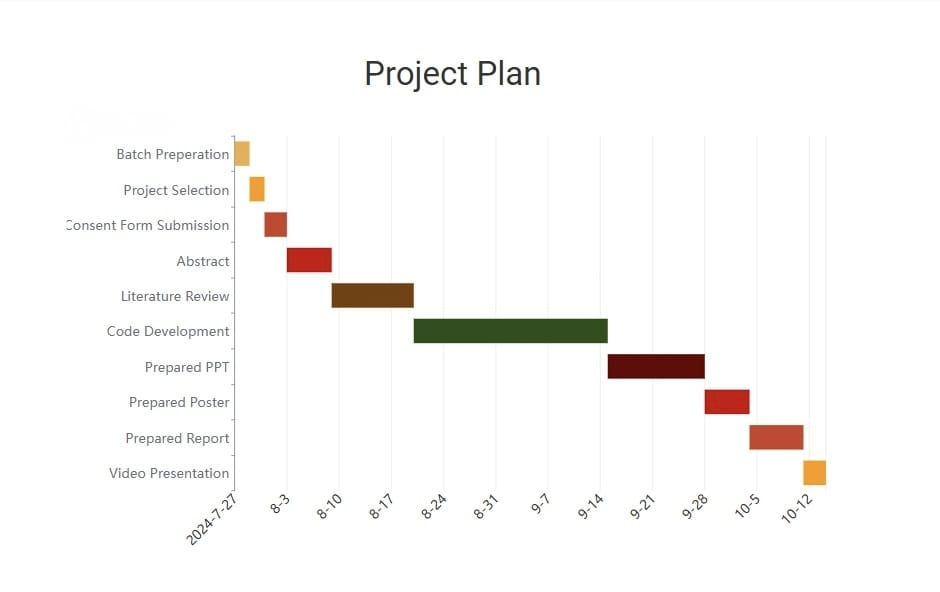 Project Plan
Batch Preperation
Project Selection
Consent Form Submission
Abstract
Literature Review
Code Development
Prepared PPT
Prepared Poster
Prepared Report
Video Presentation
2024-7-27
8-3
8-10
8-17
8-24
8-31
9-7
9-14
9-21
9-28
10-5
10-12